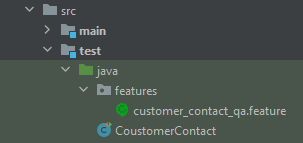 src
main
test
java
features
customer_contact_qa.feature
CoustomerContact